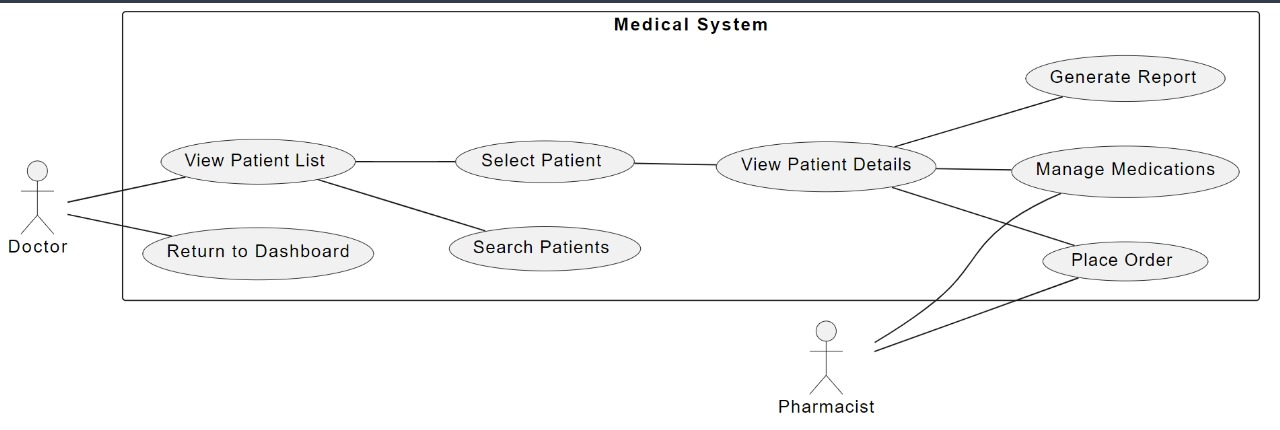 Medical System
Generate Report
View Patient List
Select Patient
View Patient Details
Manage Medications
Doctor
Return to Dashboard
Search Patients
Place Order
Pharmacist